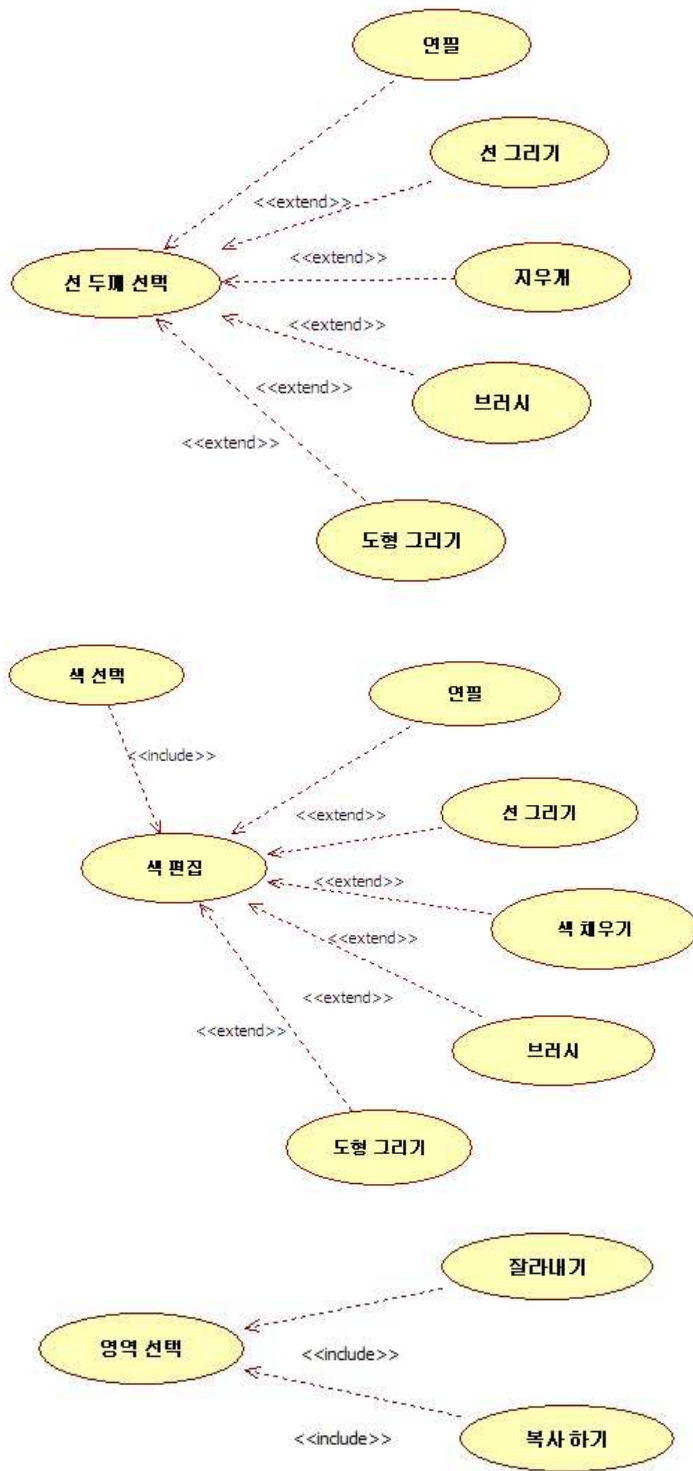 연필
선 그리기
<<extend>>
<<extend>>
지우개
선 두께 선택
<<extend>>
<<extend>>
브러시
<<extend>>
도형 그리기
색 선택
연필
<<include>>
<<extend>>
선 그리기
색 편집
<<extend>>
색 채우기
<<extend>>
<<extend>>
<<extend>>
브러시
도형 그리기
잘라내기
영역 선택
<<include>>
<<include>>
복사 하기